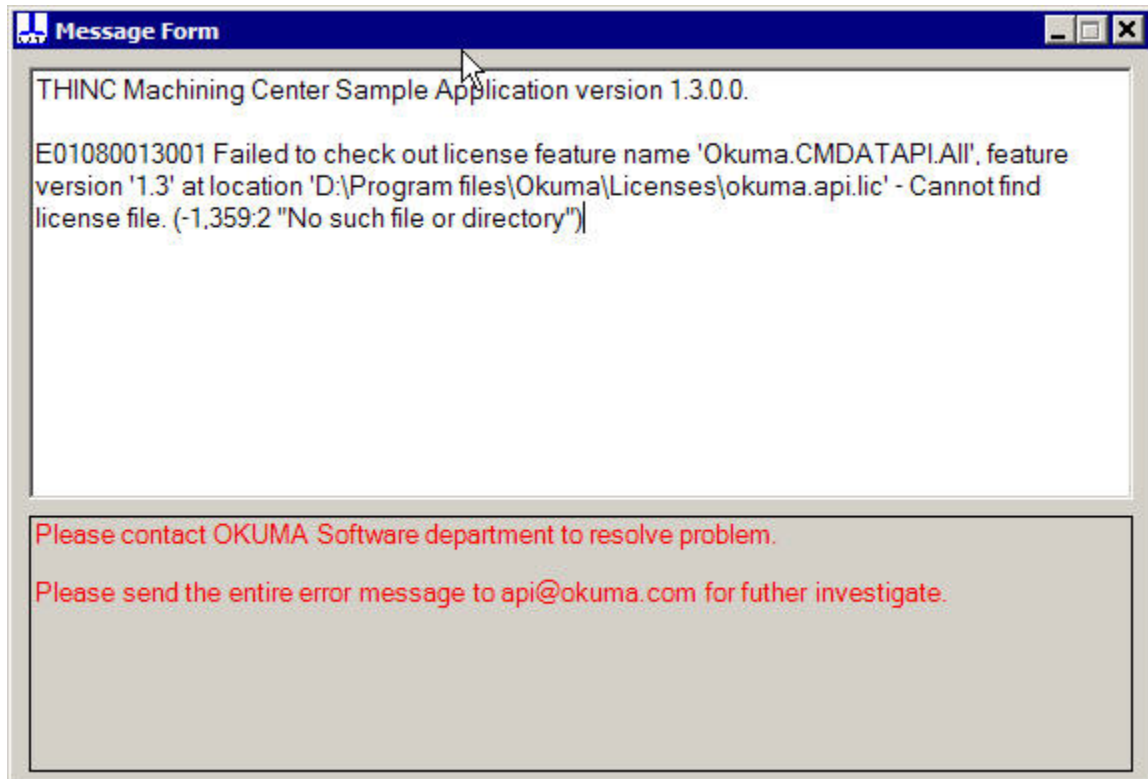 Message Form
THINC Machining Center Sample Application version 1.3.0.0.
E01080013001 Failed to check out license feature name 'Okuma.CMDATAPI.All', feature
version '1.3' at location 'D:\Program files\Okuma\Licenses\okuma.api.lic' - Cannot find
license file. (-1,359:2 "No such file or directory")
Please contact OKUMA Software department to resolve problem.
Please send the entire error message to api@okuma.com for futher investigate.